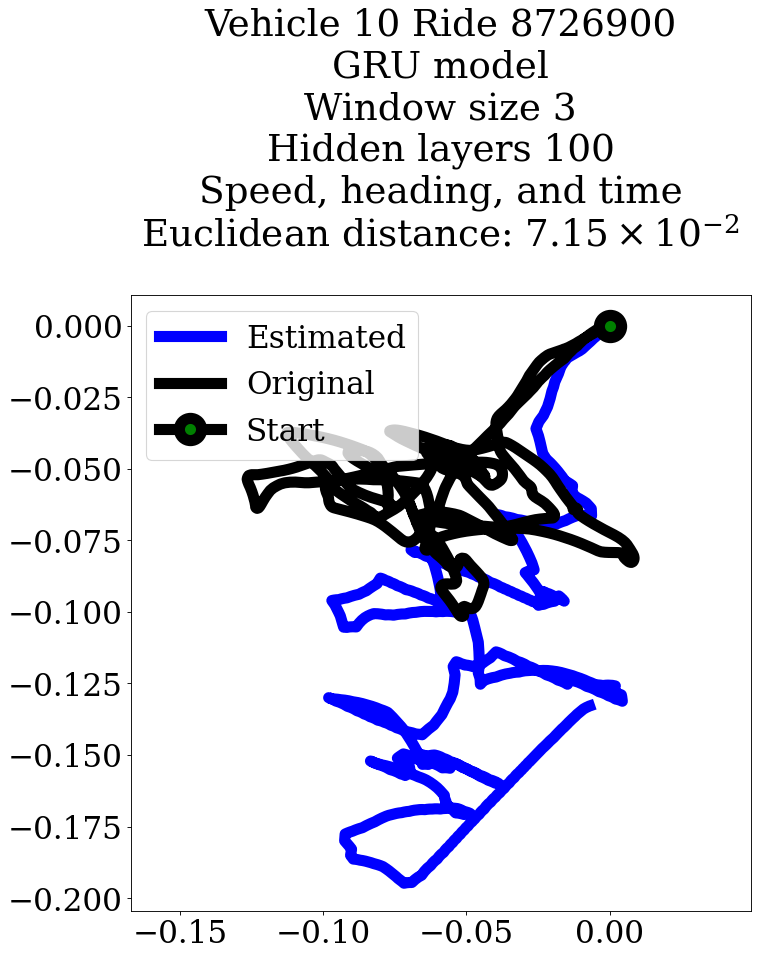 Vehicle 10 Ride 8726900
GRU model
Window size 3
Hidden layers 100
Speed, heading, and time
Euclidean distance: 7.15 × 10⁻²
Estimated
Original
Start
0.000
−0.025
−0.050
−0.075
−0.100
−0.125
−0.150
−0.175
−0.200
−0.15 −0.10 −0.05 0.00